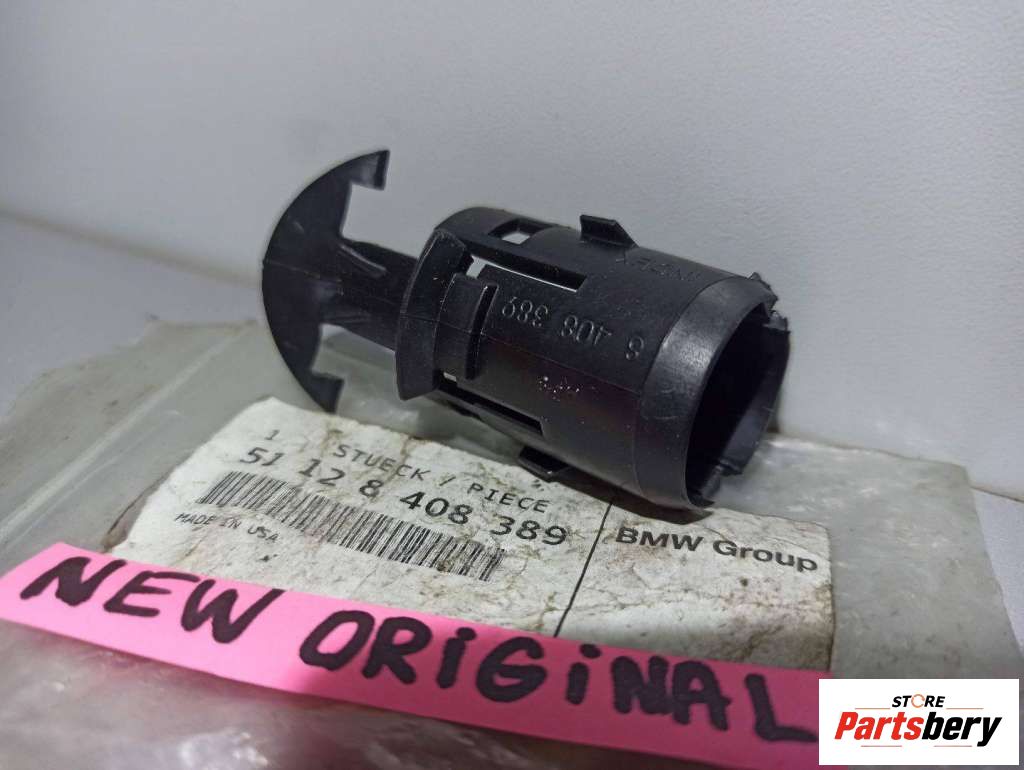 8 408 389
1 STUECK / PIECE
51 12 8 408 389
MADE IN USA
BMW Group
NEW ORiGiNAL
STORE
Partsbery